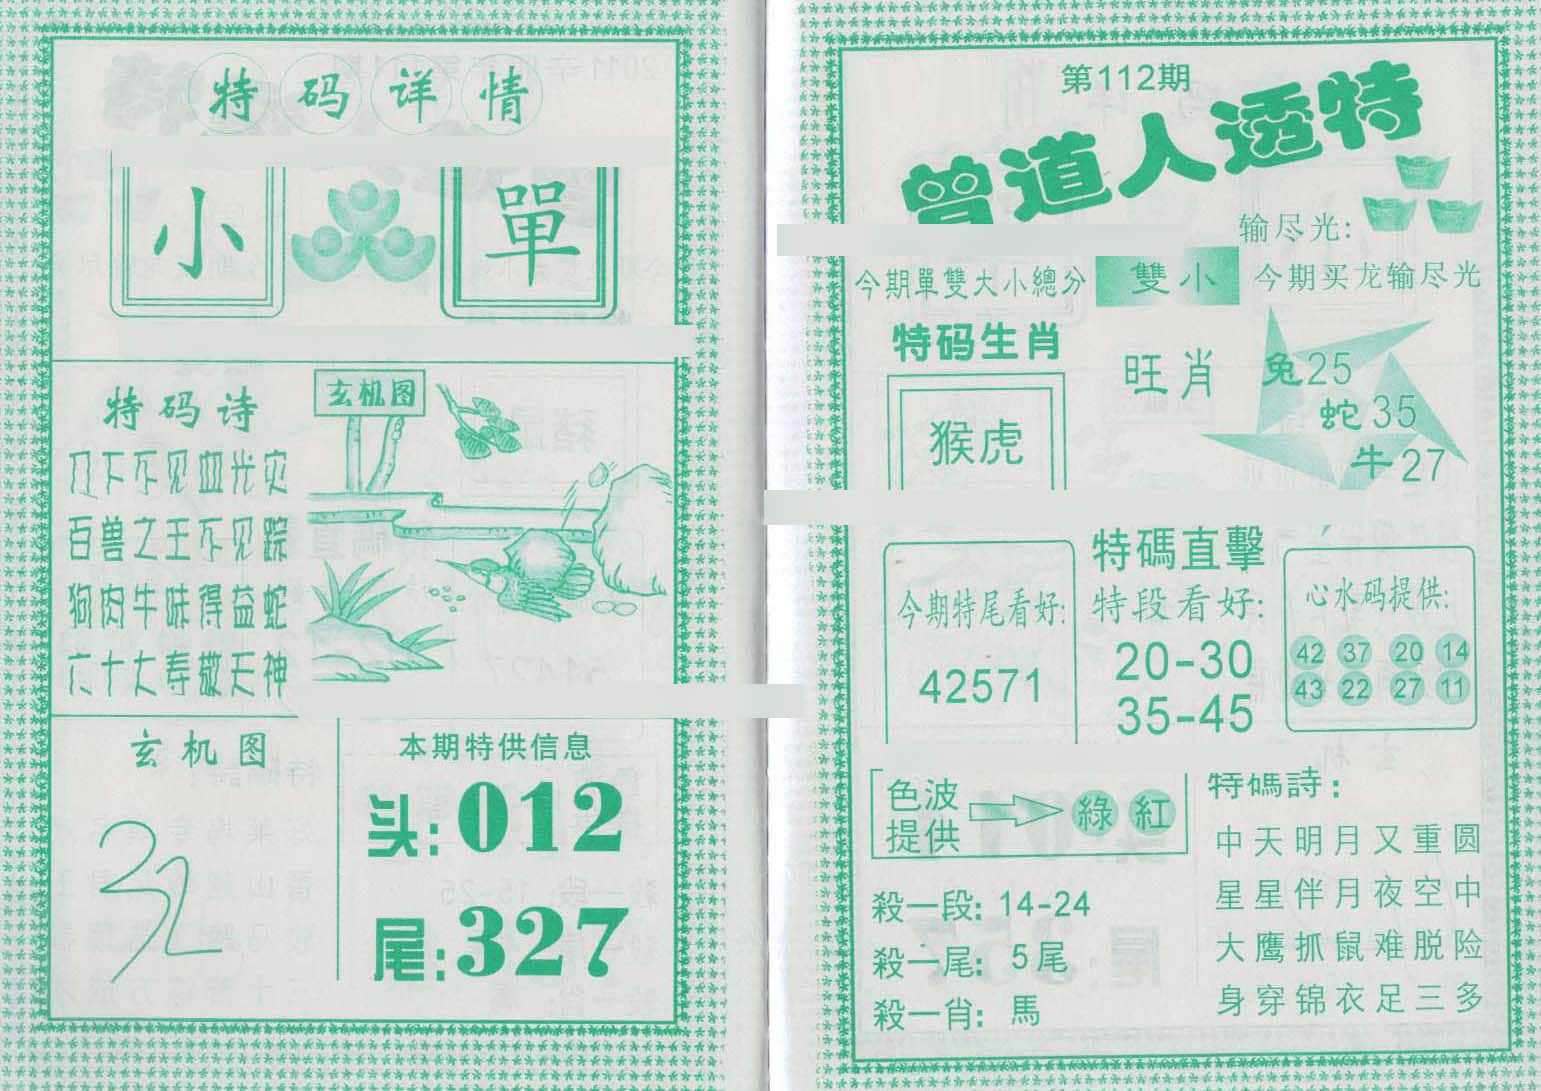 特码详情
小
單
特码诗
刀下不见血光灾
百兽之王不见踪
狗肉牛味得益蛇
六十大寿敬天神
玄机图
玄机图
本期特供信息
头:012
尾:327
第112期
曾道人透特
输尽光:
今期买龙输尽光
今期單雙大小總分
雙小
特码生肖
猴虎
旺肖
兔25
蛇35
牛27
今期特尾看好:
42571
特碼直擊
特段看好:
20-30
35-45
心水码提供:
42 37 20 14
43 22 27 11
色波提供
綠 紅
殺一段: 14-24
殺一尾: 5尾
殺一肖: 馬
特碼詩:
中天明月又重圆
星星伴月夜空中
大鹰抓鼠难脱险
身穿锦衣足三多